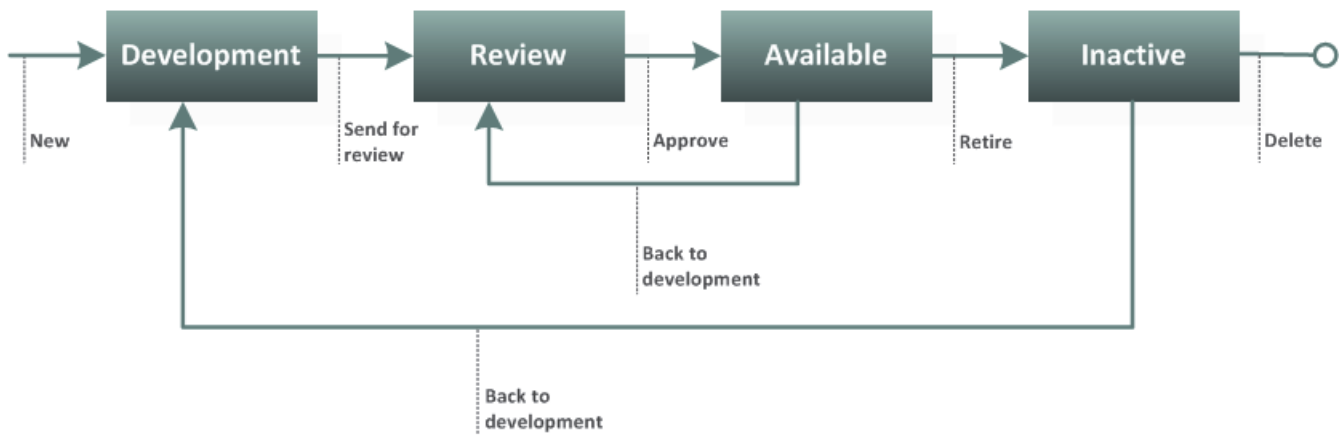 Development
Review
Available
Inactive
New
Send for
review
Approve
Retire
Delete
Back to
development
Back to
development